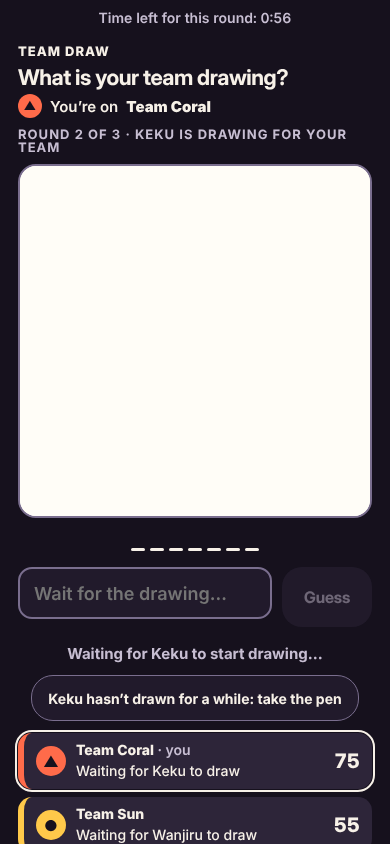 Time left for this round: 0:56
TEAM DRAW
What is your team drawing?
You're on Team Coral
ROUND 2 OF 3 · KEKU IS DRAWING FOR YOUR
TEAM
Wait for the drawing...
Guess
Waiting for Keku to start drawing...
Keku hasn't drawn for a while: take the pen
Team Coral · you
Waiting for Keku to draw
75
Team Sun
Waiting for Wanjiru to draw
55